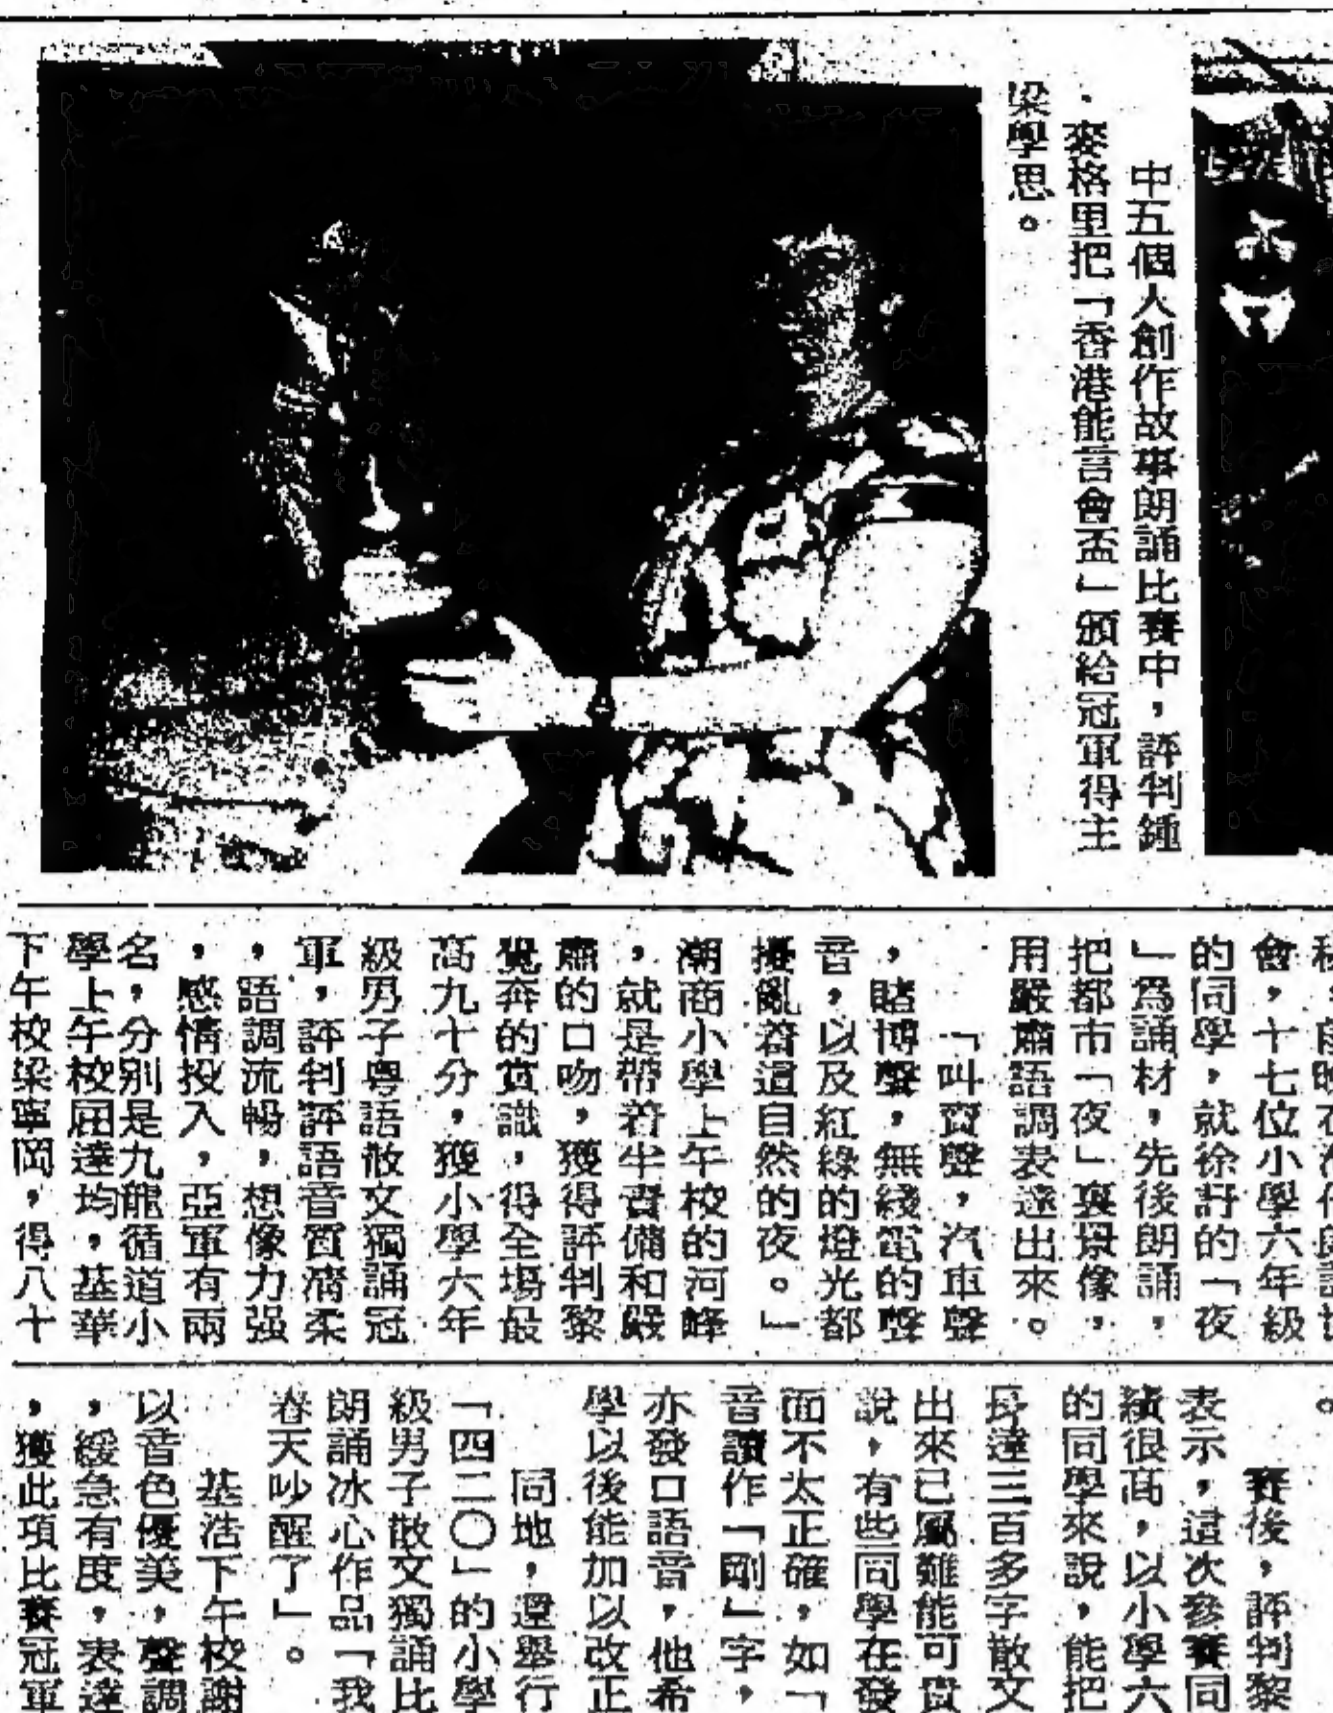 中五個人創作故事朗誦比賽中，評判鍾
．麥格里把「香港能言會盃」頒給冠軍得主
梁學思。
會，十七位小學六年級
的同學，就徐訏的「夜
」爲誦材，先後朗誦，
把都市「夜」裏景像，
用嚴肅語調表達出來。
「叫賣聲，汽車聲
，賭博聲，無綫電的聲
音，以及紅綠的燈光都
擾亂着這自然的夜。」
潮商小學上午校的河峰
，就是帶着半責備和嚴
肅的口吻，獲得評判黎
覺奔的賞識，得全場最
高九十分，獲小學六年
級男子粵語散文獨誦冠
軍，評判評語音質清柔
，語調流暢，想像力强
，感情投入，亞軍有兩
名，分別是九龍循道小
學上午校屈達均，基華
下午校梁寧岡，得八十
。
賽後，評判黎
表示，這次參賽同
績很高，以小學六
的同學來說，能把
長達三百多字散文
出來已屬難能可貴
說，有些同學在發
面不太正確，如「
音讀作「剛」字，
亦發口語音，他希
學以後能加以改正
同地，還舉行
「四二〇」的小學
級男子散文獨誦比
朗誦冰心作品「我
春天吵醒了」。
基浩下午校謝
以音色優美，聲調
，緩急有度，表達
，獲此項比賽冠軍